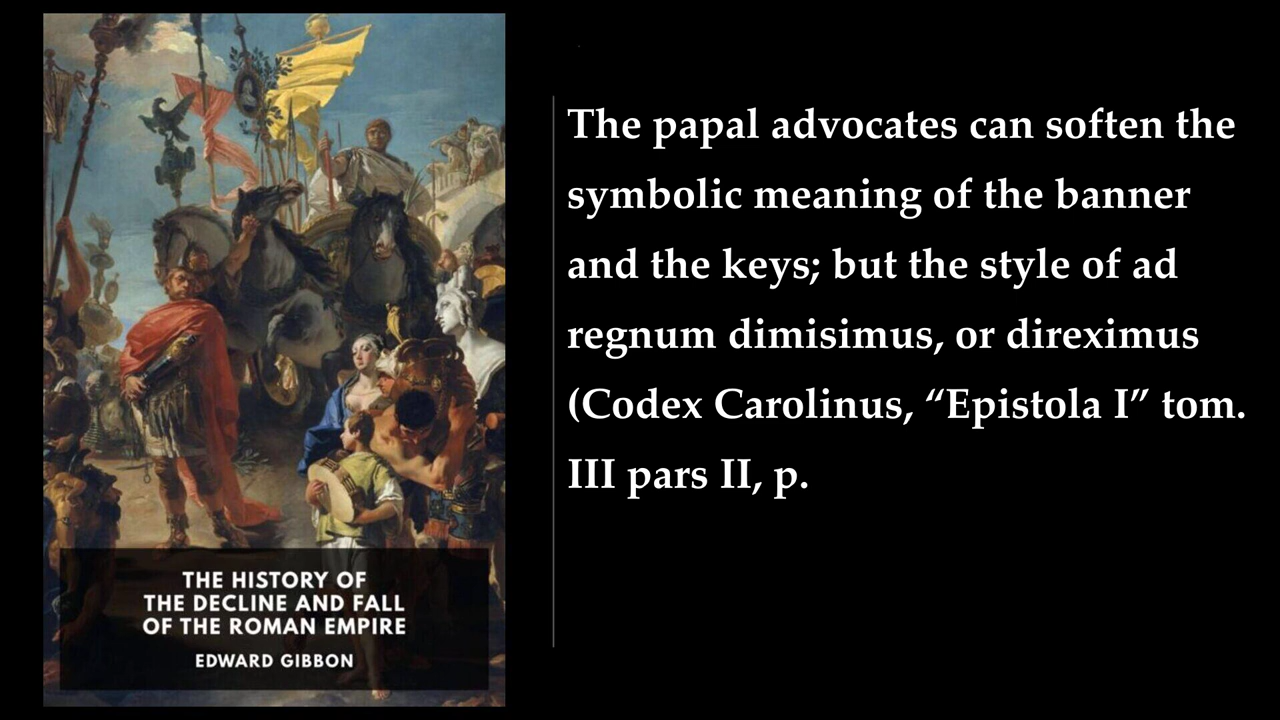 THE HISTORY OF
THE DECLINE AND FALL
OF THE ROMAN EMPIRE
EDWARD GIBBON
The papal advocates can soften the
symbolic meaning of the banner
and the keys; but the style of ad
regnum dimisimus, or direximus
(Codex Carolinus, “Epistola I” tom.
III pars II, p.